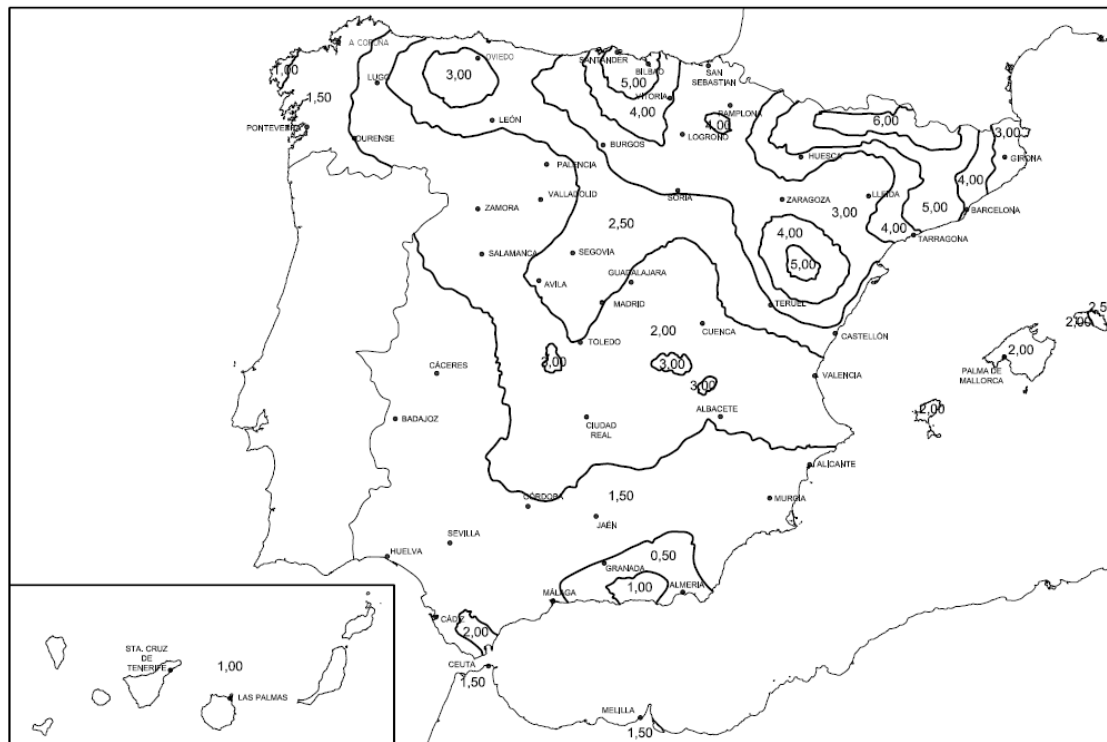 A CORUÑA
OVIEDO
SANTANDER
BILBAO
SAN
SEBASTIAN
1,00
LUGO
3,00
5,00
VITORIA
1,50
4,00
PAMPLONA
6,00
PONTEVEDRA
LEÓN
4,00
LOGROÑO
3,00
OURENSE
BURGOS
HUESCA
GIRONA
PALENCIA
4,00
VALLADOLID
SORIA
ZARAGOZA
LLEIDA
ZAMORA
3,00
5,00
BARCELONA
2,50
4,00
4,00
TARRAGONA
SALAMANCA
SEGOVIA
5,00
GUADALAJARA
AVILA
MADRID
TERUEL
2,5
2,00
CUENCA
2,00
CASTELLÓN
TOLEDO
2,00
3,00
3,00
CÁCERES
VALENCIA
PALMA DE
MALLORCA
3,00
2,00
BADAJOZ
CIUDAD
REAL
ALBACETE
ALICANTE
CÓRDOBA
1,50
MURCIA
JAÉN
SEVILLA
HUELVA
0,50
GRANADA
1,00
ALMERIA
MÁLAGA
CÁDIZ
2,00
CEUTA
1,50
STA. CRUZ
DE
TENERIFE
1,00
LAS PALMAS
MELILLA
1,50